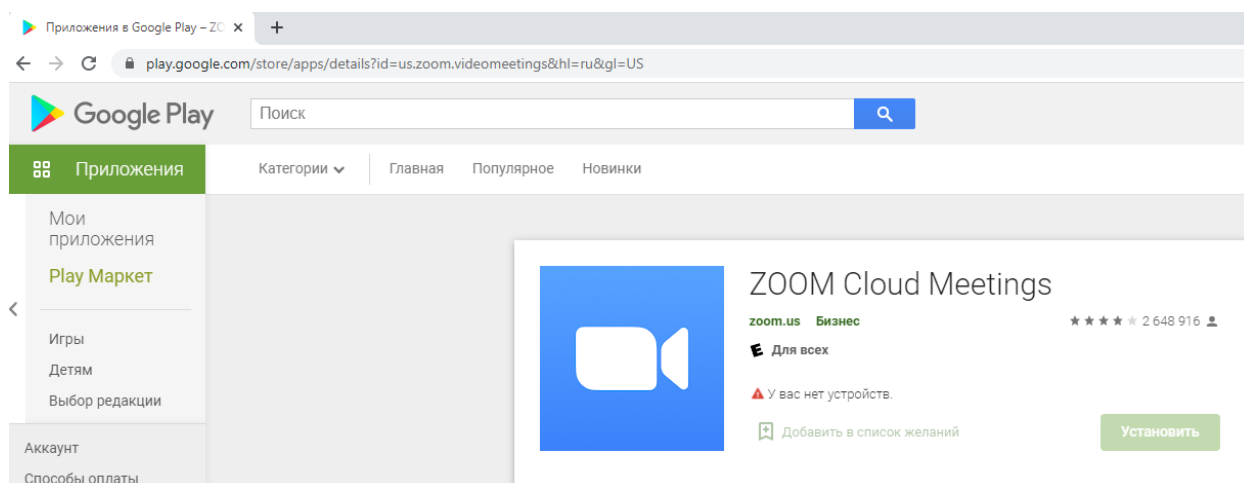 Приложения в Google Play – ZO
play.google.com/store/apps/details?id=us.zoom.videomeetings&hl=ru&gl=US
Google Play
Поиск
Приложения
Категории
Главная
Популярное
Новинки
Мои
приложения
Play Маркет
Игры
Детям
Выбор редакции
Аккаунт
Способы оплаты
ZOOM Cloud Meetings
zoom.us Бизнес
2 648 916
E Для всех
У вас нет устройств.
Добавить в список желаний
Установить